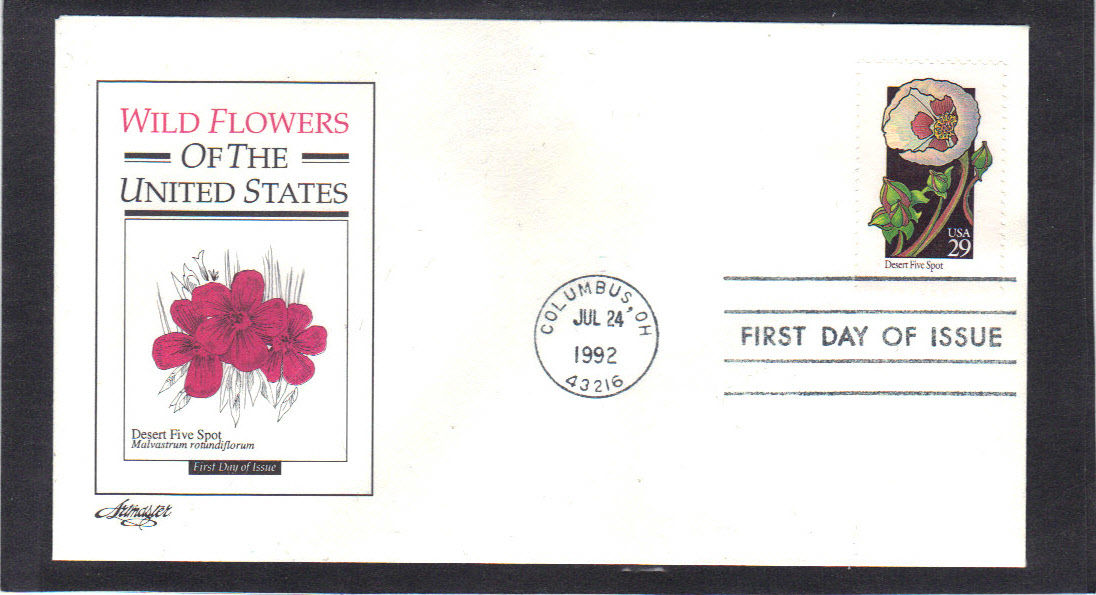 WILD FLOWERS
OF THE
UNITED STATES
Desert Five Spot
Malvastrum rotundiflorum
First Day of Issue
Artmaster
USA
29
Desert Five Spot
COLUMBUS, OH
JUL 24
1992
43216
FIRST DAY OF ISSUE